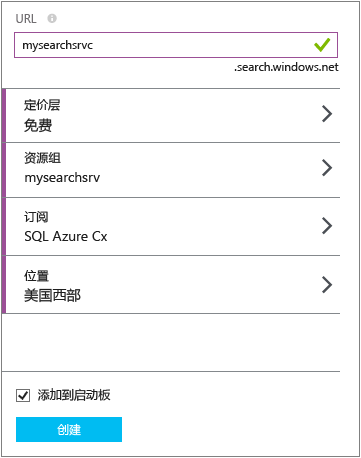 URL
mysearchsrvc
.search.windows.net
定价层
免费
资源组
mysearchsrv
订阅
SQL Azure Cx
位置
美国西部
添加到启动板
创建